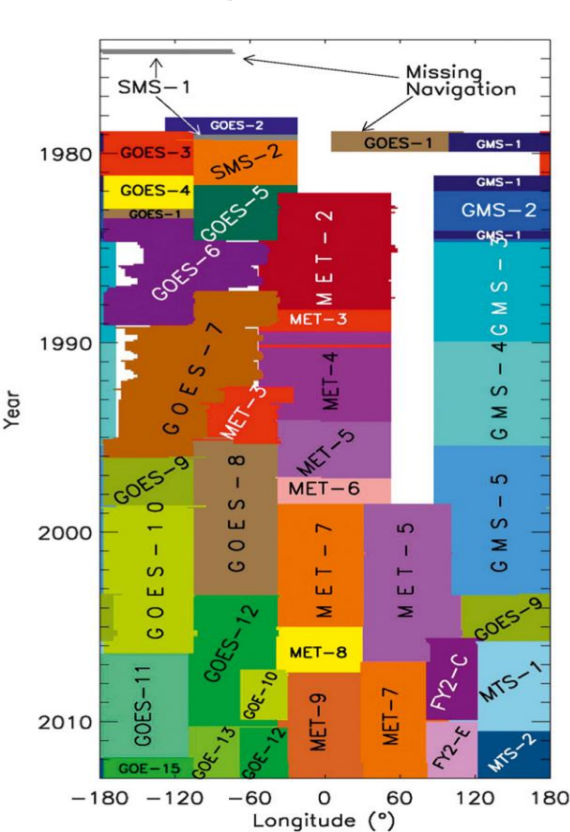 SMS-1
Missing
Navigation
GOES-2
GOES-1
GMS-1
GOES-3
SMS-2
GOES-4
GOES-5
GOES-1
GMS-1
GMS-2
GMS-1
GOES-6
MET-2
GMS-3
MET-3
GOES-7
MET-4
GMS-4
MET-3
MET-5
GOES-9
GOES-8
MET-6
GMS-5
GOES-10
MET-7
MET-5
GOES-12
GOES-9
MET-8
GOES-11
GOE-10
MET-9
MET-7
FY2-C
MTS-1
GOE-13
GOE-12
FY2-E
MTS-2
GOE-15
1980
1990
2000
2010
Year
-180 -120 -60 0 60 120 180
Longitude (°)